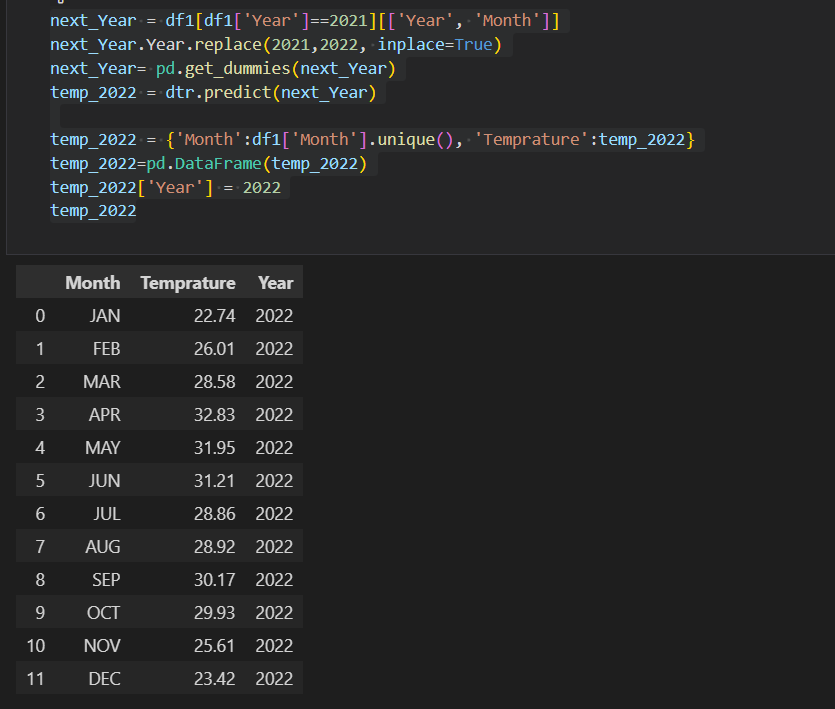 next_Year = df1[df1['Year']==2021][['Year', 'Month']]
next_Year.Year.replace(2021,2022, inplace=True)
next_Year= pd.get_dummies(next_Year)
temp_2022 = dtr.predict(next_Year)
temp_2022 = {'Month':df1['Month'].unique(), 'Temprature':temp_2022}
temp_2022=pd.DataFrame(temp_2022)
temp_2022['Year'] = 2022
temp_2022
Month Temprature Year
0 JAN 22.74 2022
1 FEB 26.01 2022
2 MAR 28.58 2022
3 APR 32.83 2022
4 MAY 31.95 2022
5 JUN 31.21 2022
6 JUL 28.86 2022
7 AUG 28.92 2022
8 SEP 30.17 2022
9 OCT 29.93 2022
10 NOV 25.61 2022
11 DEC 23.42 2022